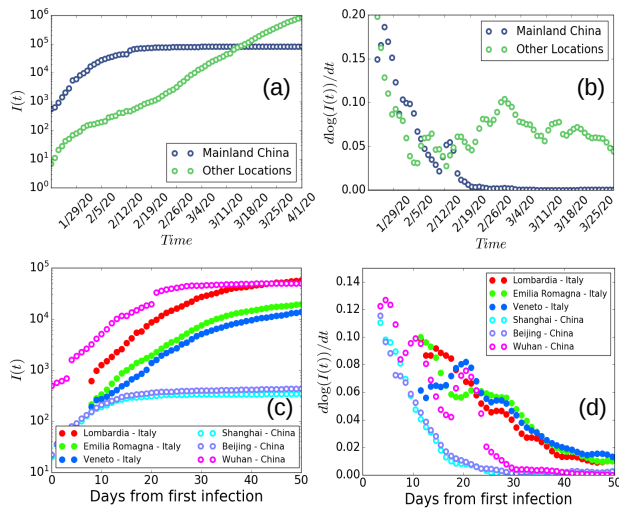 10^6
10^5
10^4
10^3
10^2
10^1
10^0
I(t)
(a)
Mainland China
Other Locations
1/29/20
2/5/20
2/12/20
2/19/20
2/26/20
3/4/20
3/11/20
3/18/20
3/25/20
4/1/20
Time
0.20
0.15
0.10
0.05
0.00
dlog(I(t))/dt
Mainland China
Other Locations
(b)
1/29/20
2/5/20
2/12/20
2/19/20
2/26/20
3/4/20
3/11/20
3/18/20
3/25/20
Time
10^5
10^4
10^3
10^2
10^1
I(t)
(c)
Lombardia - Italy
Emilia Romagna - Italy
Veneto - Italy
Shanghai - China
Beijing - China
Wuhan - China
0 10 20 30 40 50
Days from first infection
0.14
0.12
0.10
0.08
0.06
0.04
0.02
0.00
dlog(I(t))/dt
Lombardia - Italy
Emilia Romagna - Italy
Veneto - Italy
Shanghai - China
Beijing - China
Wuhan - China
(d)
0 10 20 30 40 50
Days from first infection